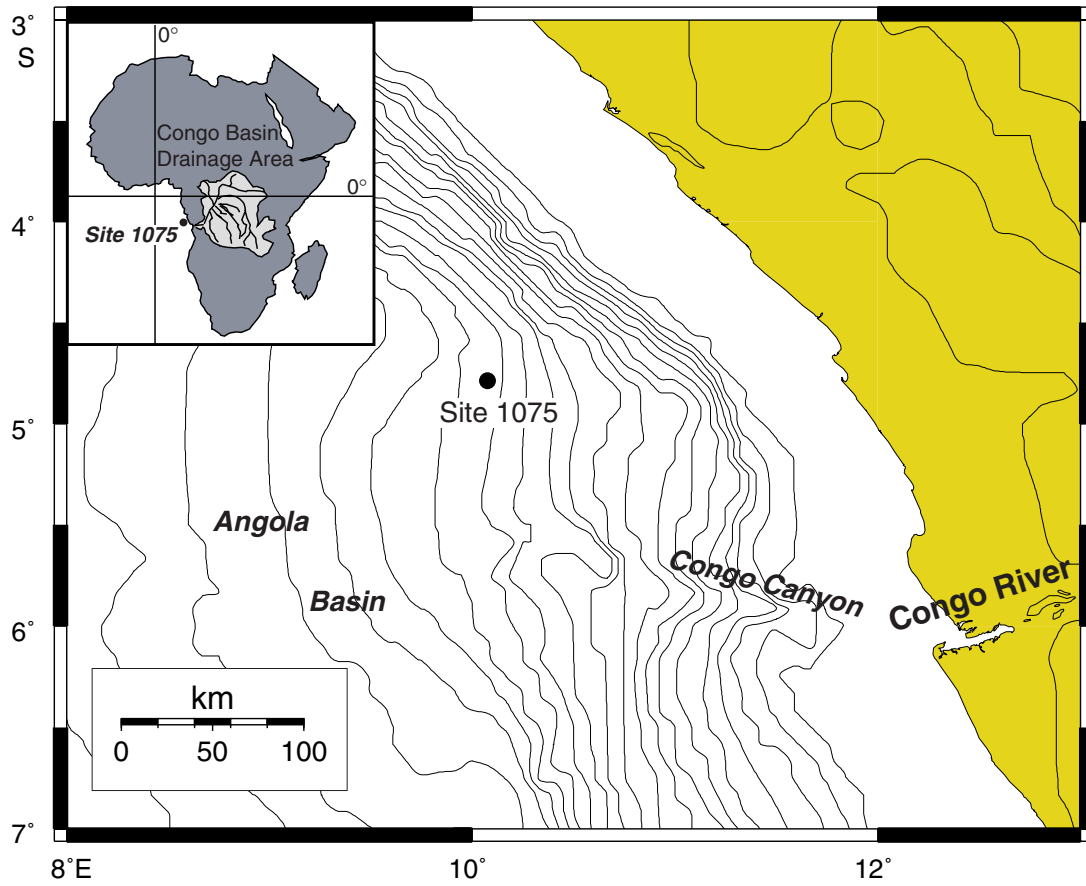 3°
S
4°
5°
6°
7°
8°E
10°
12°
0°
Congo Basin
Drainage Area
0°
Site 1075
Site 1075
Angola
Basin
Congo Canyon
Congo River
km
0 50 100